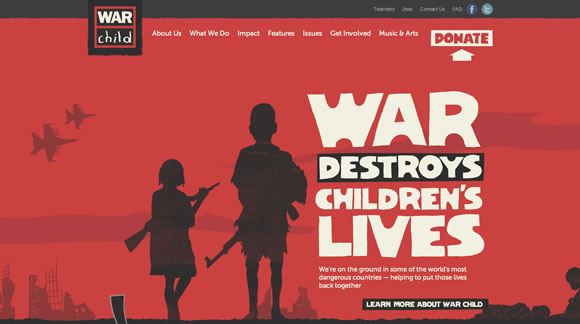 Teachers Jobs Contact Us FAQ
WAR
child
About Us What We Do Impact Features Issues Get Involved Music & Arts
DONATE
WAR
DESTROYS
CHILDREN'S
LIVES
We're on the ground in some of the world's most
dangerous countries — helping to put those lives
back together
LEARN MORE ABOUT WAR CHILD